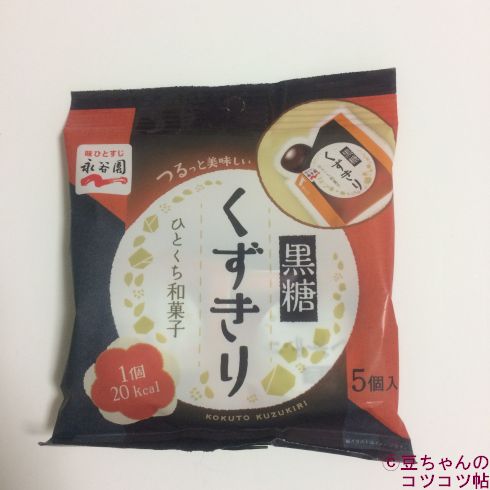 味ひとすじ
永谷園
つるっと美味しい
黒糖
くずきり
黒糖
くずきり
ひとくち和菓子
1個
20kcal
5個入
KOKUTO KUZUKIRI
© 豆ちゃんの
コツコツ帖